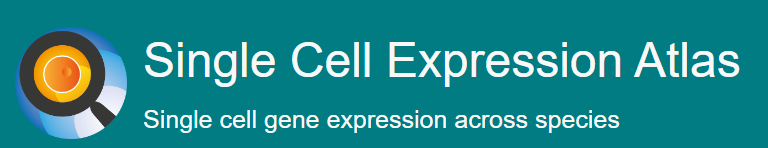 Single Cell Expression Atlas
Single cell gene expression across species